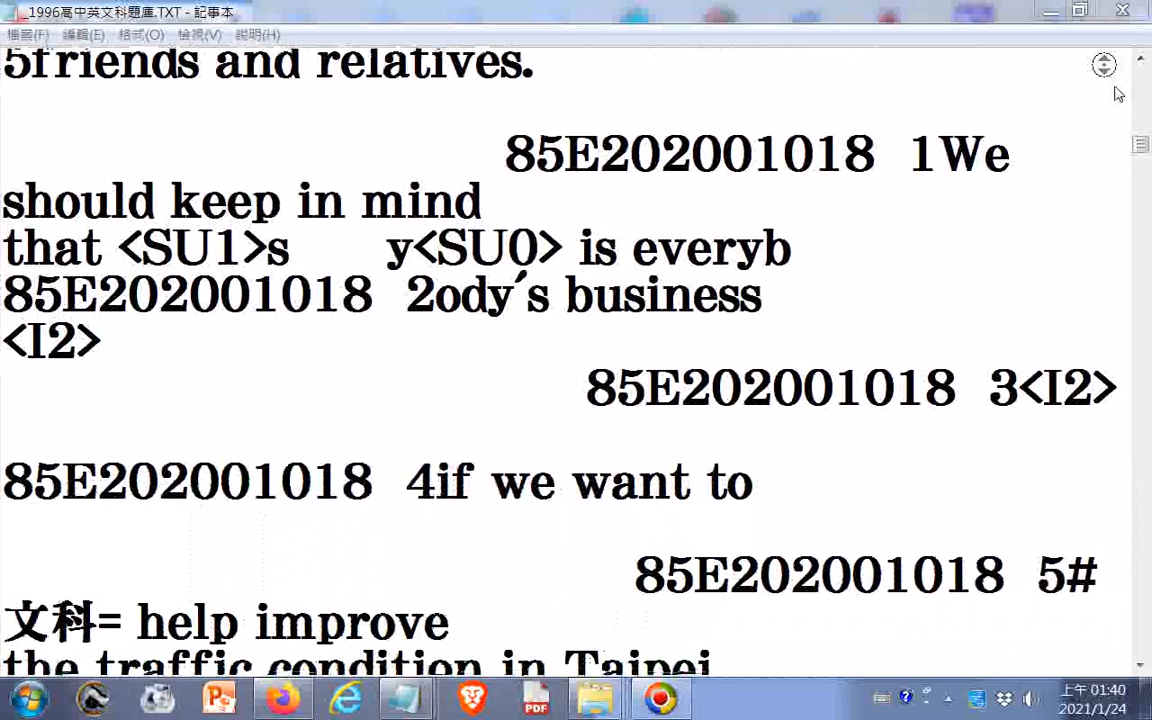 _1996高中英文科題庫.TXT - 記事本
檔案(F) 編輯(E) 格式(O) 檢視(V) 說明(H)
5friends and relatives.
85E202001018 1We
should keep in mind
that <SU1>s y<SU0> is everyb
85E202001018 2ody's business
<I2>
85E202001018 3<I2>
85E202001018 4if we want to
85E202001018 5#
文科= help improve
the traffic condition in Taipei
PDF
上午 01:40
2021/1/24